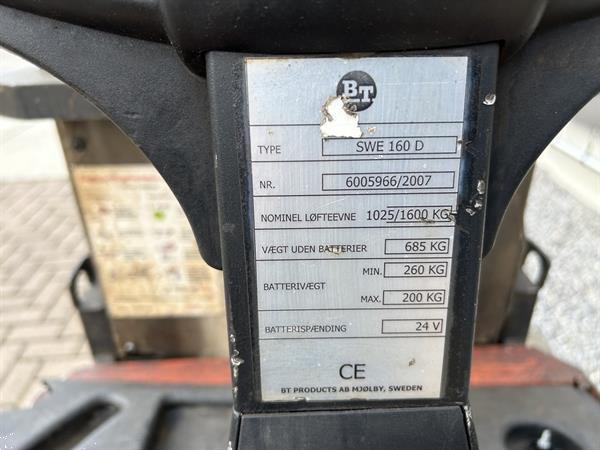 BT
TYPE SWE 160 D
NR. 6005966/2007
NOMINEL LØFTEEVNE 1025/1600 KG
VÆGT UDEN BATTERIER 685 KG
MIN. 260 KG
BATTERIVÆGT
MAX. 200 KG
BATTERISPÆNDING 24 V
CE
BT PRODUCTS AB MJØLBY, SWEDEN